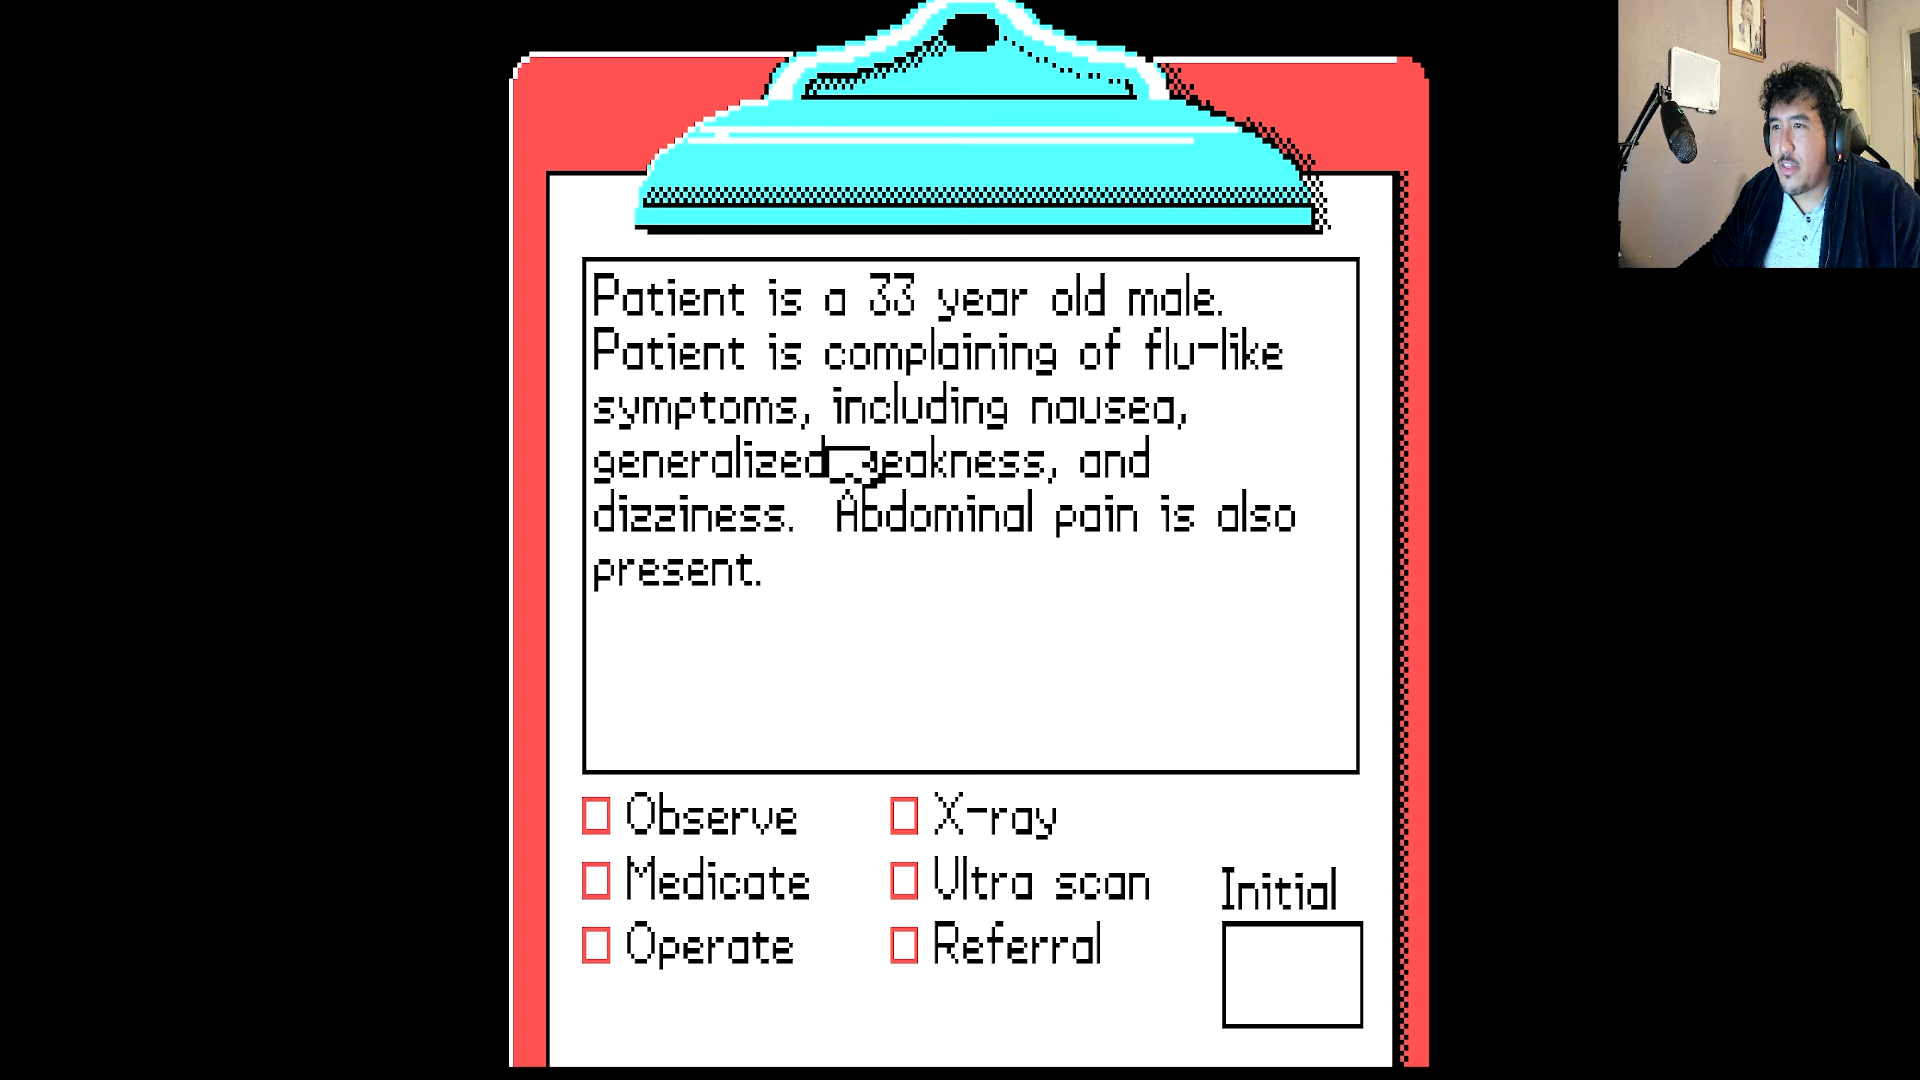 Patient is a 33 year old male.
Patient is complaining of flu-like
symptoms, including nausea,
generalized weakness, and
dizziness. Abdominal pain is also
present.
Observe
X-ray
Medicate
Ultra scan
Operate
Referral
Initial